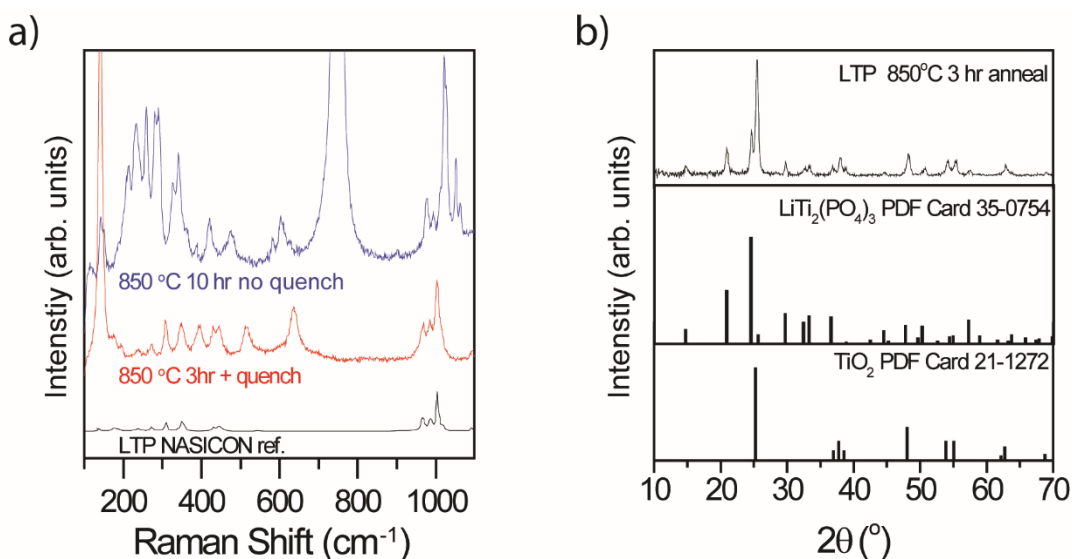 a)
Intenstiy (arb. units)
850 °C 10 hr no quench
850 °C 3hr + quench
LTP NASICON ref.
200 400 600 800 1000
Raman Shift (cm⁻¹)
b)
Intenstiy (arb. units)
LTP 850°C 3 hr anneal
LiTi₂(PO₄)₃ PDF Card 35-0754
TiO₂ PDF Card 21-1272
10 20 30 40 50 60 70
2θ (°)